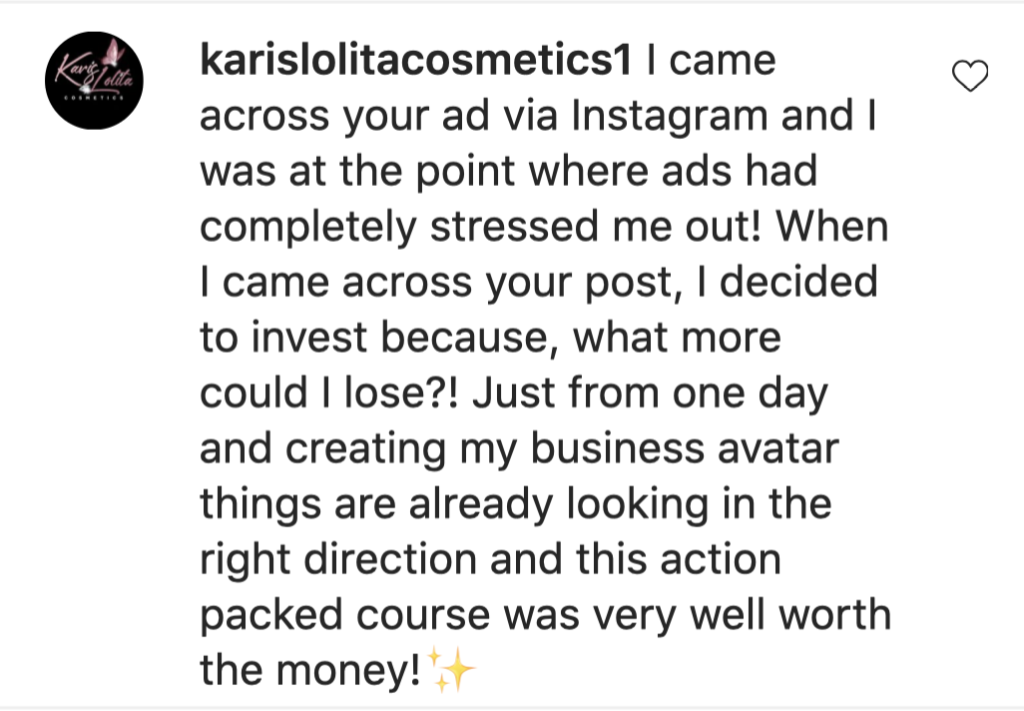 Karis
Lolita
COSMETICS
karislolitacosmetics1 I came
across your ad via Instagram and I
was at the point where ads had
completely stressed me out! When
I came across your post, I decided
to invest because, what more
could I lose?! Just from one day
and creating my business avatar
things are already looking in the
right direction and this action
packed course was very well worth
the money!✨